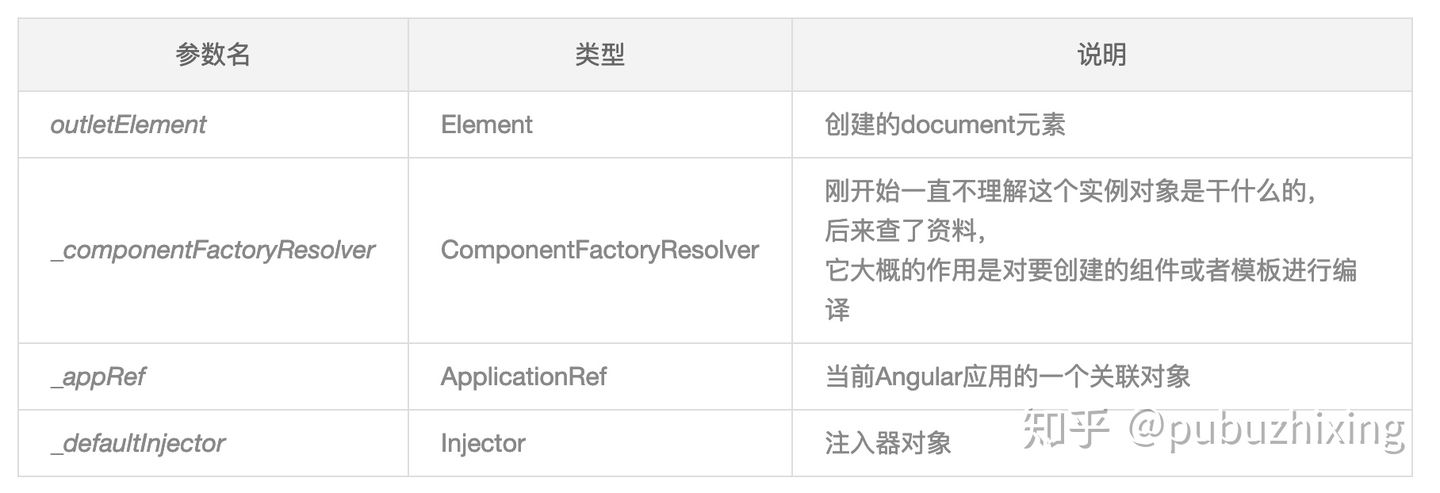 参数名 类型 说明
outletElement Element 创建的document元素
刚开始一直不理解这个实例对象是干什么的,
后来查了资料,
_componentFactoryResolver ComponentFactoryResolver
它大概的作用是对要创建的组件或者模板进行编
译
_appRef ApplicationRef 当前Angular应用的一个关联对象
_defaultInjector Injector 注入器对象
知乎 @pubuzhixing